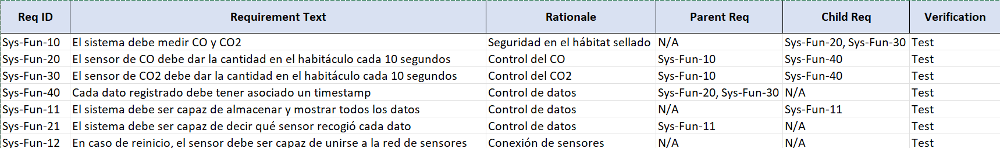 Req ID Requirement Text Rationale Parent Req Child Req Verification
Sys-Fun-10 El sistema debe medir CO y CO2 Seguridad en el hábitat sellado N/A Sys-Fun-20, Sys-Fun-30 Test
Sys-Fun-20 El sensor de CO debe dar la cantidad en el habitáculo cada 10 segundos Control del CO Sys-Fun-10 Sys-Fun-40 Test
Sys-Fun-30 El sensor de CO2 debe dar la cantidad en el habitáculo cada 10 segundos Control del CO2 Sys-Fun-10 Sys-Fun-40 Test
Sys-Fun-40 Cada dato registrado debe tener asociado un timestamp Control de datos Sys-Fun-20, Sys-Fun-30 N/A Test
Sys-Fun-11 El sistema debe ser capaz de almacenar y mostrar todos los datos Control de datos N/A Sys-Fun-11 Test
Sys-Fun-21 El sistema debe ser capaz de decir qué sensor recogió cada dato Control de datos Sys-Fun-11 N/A Test
Sys-Fun-12 En caso de reinicio, el sensor debe ser capaz de unirse a la red de sensores Conexión de sensores N/A N/A Test